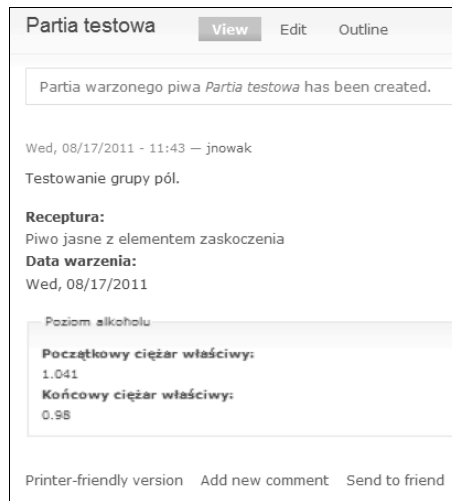 Partia testowa View Edit Outline
Partia warzonego piwa Partia testowa has been created.
Wed, 08/17/2011 - 11:43 — jnowak
Testowanie grupy pól.
Receptura:
Piwo jasne z elementem zaskoczenia
Data warzenia:
Wed, 08/17/2011
Poziom alkoholu
Początkowy ciężar właściwy:
1.041
Końcowy ciężar właściwy:
0.98
Printer-friendly version Add new comment Send to friend